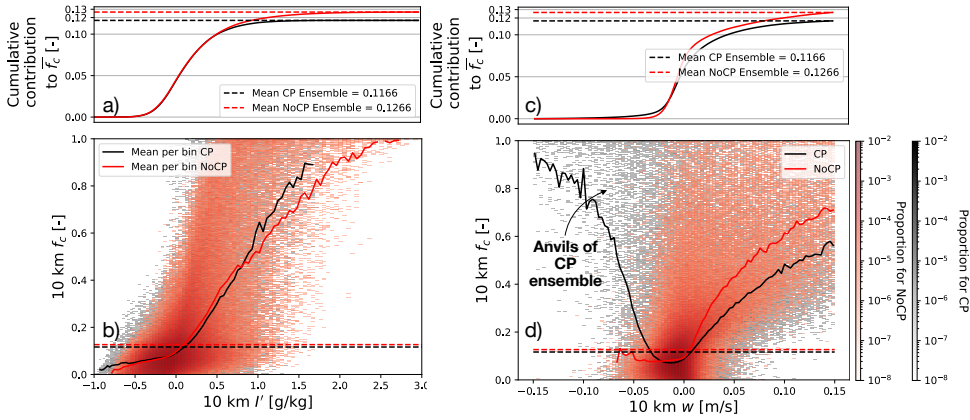 0.13
0.12
0.05
0.00
Cumulative
contribution
to f̅c [-]
a)
Mean CP Ensemble = 0.1166
Mean NoCP Ensemble = 0.1266
0.13
0.12
0.05
0.00
Cumulative
contribution
to f̅c [-]
c)
Mean CP Ensemble = 0.1166
Mean NoCP Ensemble = 0.1266
1.0
0.8
0.6
0.4
0.2
0.0
10 km fc [-]
Mean per bin CP
Mean per bin NoCP
b)
−1.0
−0.5
0.0
0.5
1.0
1.5
2.0
2.5
3.0
10 km l′ [g/kg]
1.0
0.8
0.6
0.4
0.2
0.0
10 km fc [-]
CP
NoCP
Anvils of
CP
ensemble
d)
−0.15
−0.10
−0.05
0.00
0.05
0.10
0.15
10 km w [m/s]
10⁻²
10⁻³
10⁻⁴
10⁻⁵
10⁻⁶
10⁻⁷
10⁻⁸
Proportion for NoCP
10⁻²
10⁻³
10⁻⁴
10⁻⁵
10⁻⁶
10⁻⁷
10⁻⁸
Proportion for CP